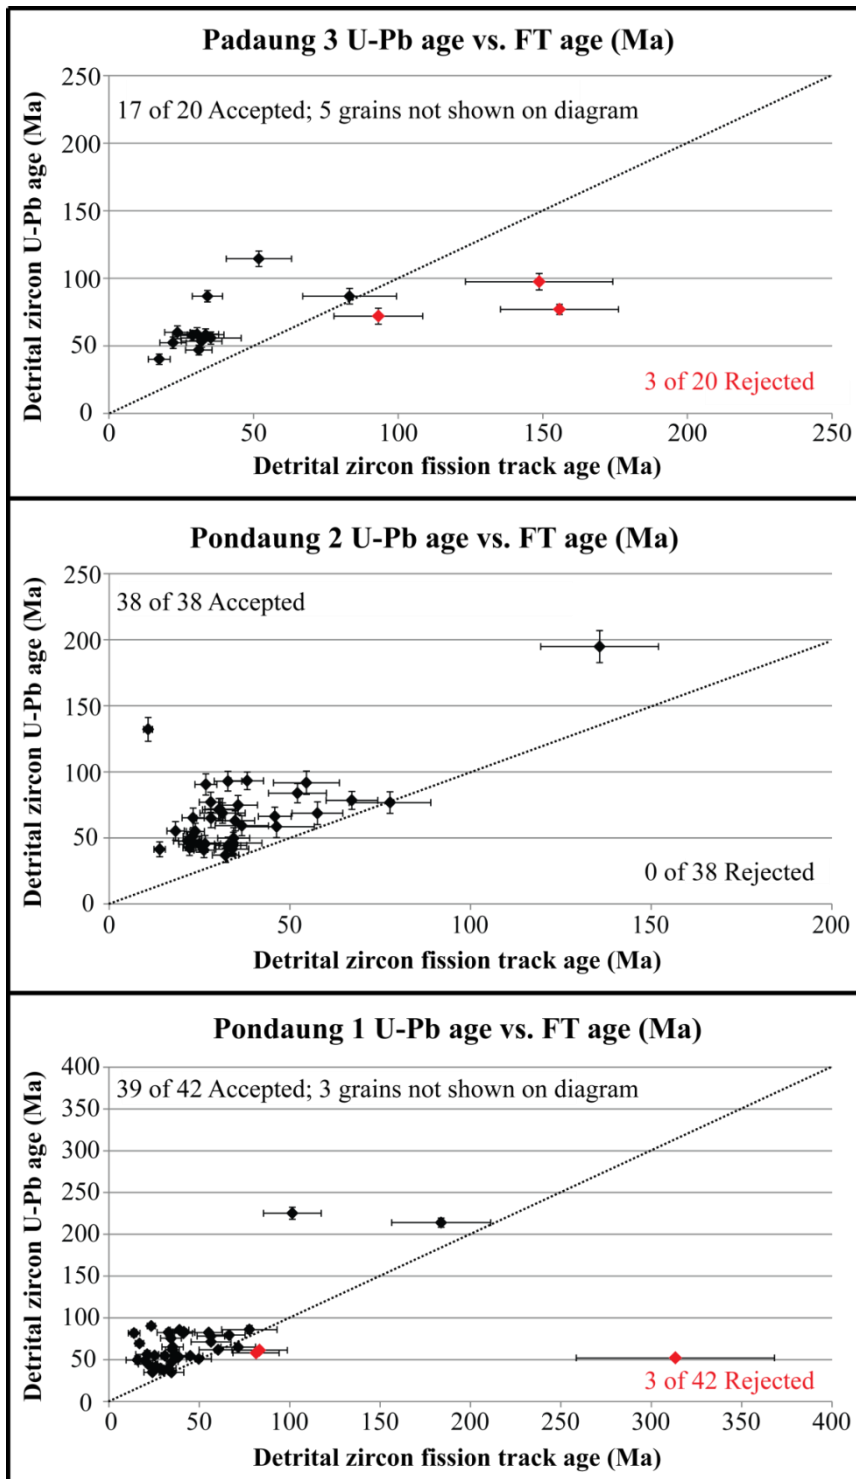 Padaung 3 U-Pb age vs. FT age (Ma)
250
17 of 20 Accepted; 5 grains not shown on diagram
200
150
100
50
3 of 20 Rejected
0
0 50 100 150 200 250
Detrital zircon fission track age (Ma)
Detrital zircon U-Pb age (Ma)
Pondaung 2 U-Pb age vs. FT age (Ma)
250
38 of 38 Accepted
200
150
100
50
0 of 38 Rejected
0
0 50 100 150 200
Detrital zircon fission track age (Ma)
Detrital zircon U-Pb age (Ma)
Pondaung 1 U-Pb age vs. FT age (Ma)
400
39 of 42 Accepted; 3 grains not shown on diagram
350
300
250
200
150
100
50
3 of 42 Rejected
0
0 50 100 150 200 250 300 350 400
Detrital zircon fission track age (Ma)
Detrital zircon U-Pb age (Ma)